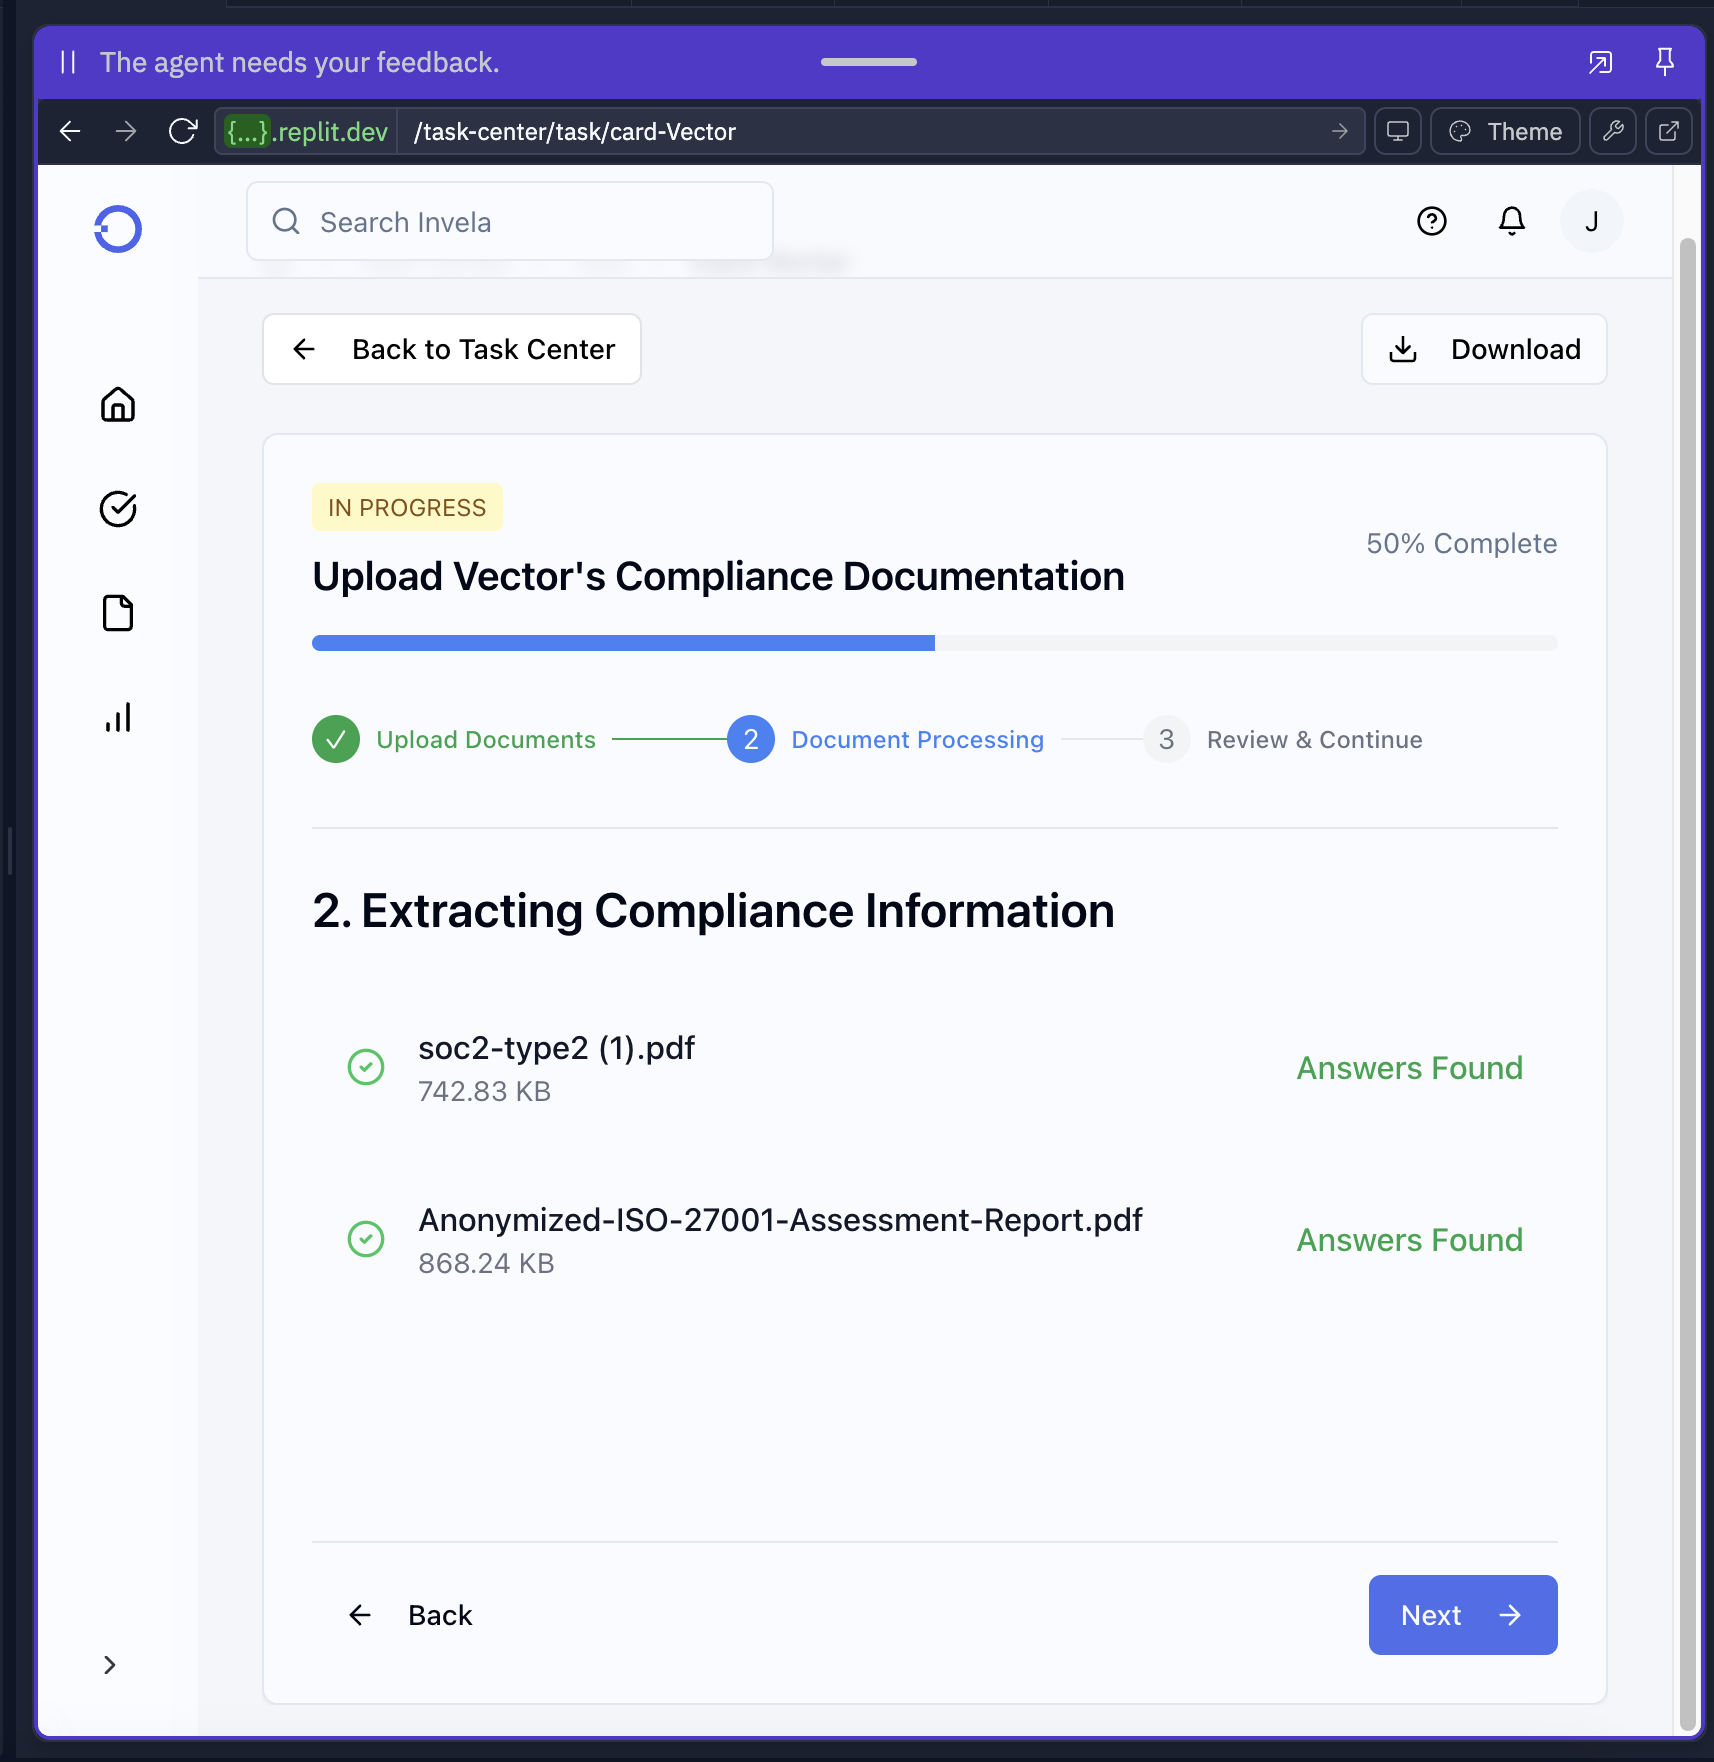 The agent needs your feedback.
{...}.replit.dev /task-center/task/card-Vector
Theme
Search Invela
J
Back to Task Center
Download
IN PROGRESS
50% Complete
Upload Vector's Compliance Documentation
Upload Documents 2 Document Processing 3 Review & Continue
2. Extracting Compliance Information
soc2-type2 (1).pdf
742.83 KB
Answers Found
Anonymized-ISO-27001-Assessment-Report.pdf
868.24 KB
Answers Found
Back
Next